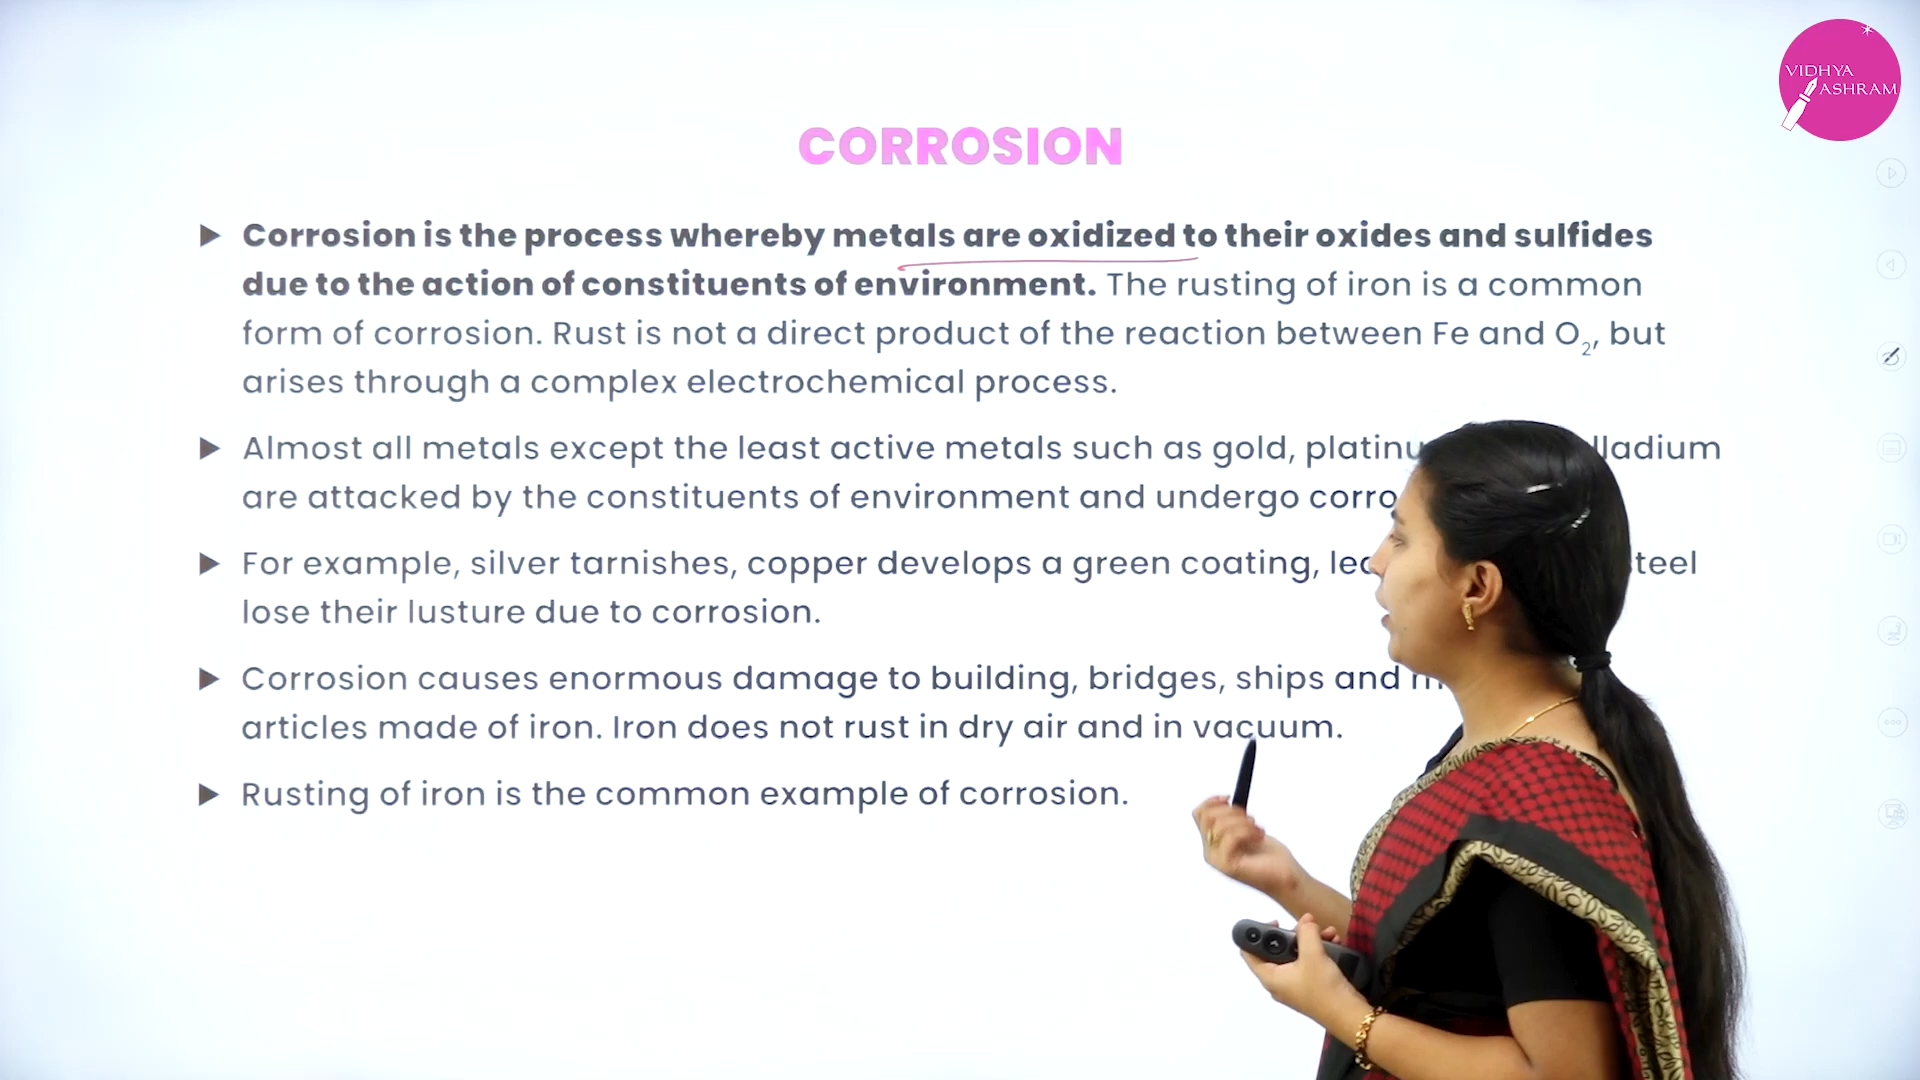 VIDHYA
ASHRAM
CORROSION
Corrosion is the process whereby metals are oxidized to their oxides and sulfides
due to the action of constituents of environment. The rusting of iron is a common
form of corrosion. Rust is not a direct product of the reaction between Fe and O₂, but
arises through a complex electrochemical process.
Almost all metals except the least active metals such as gold,
are attacked by the constituents of environment and undergo
For example, silver tarnishes, copper develops a green coating,
lose their lusture due to corrosion.
Corrosion causes enormous damage to building, bridges, ships and
articles made of iron. Iron does not rust in dry air and in vacuum.
Rusting of iron is the common example of corrosion.